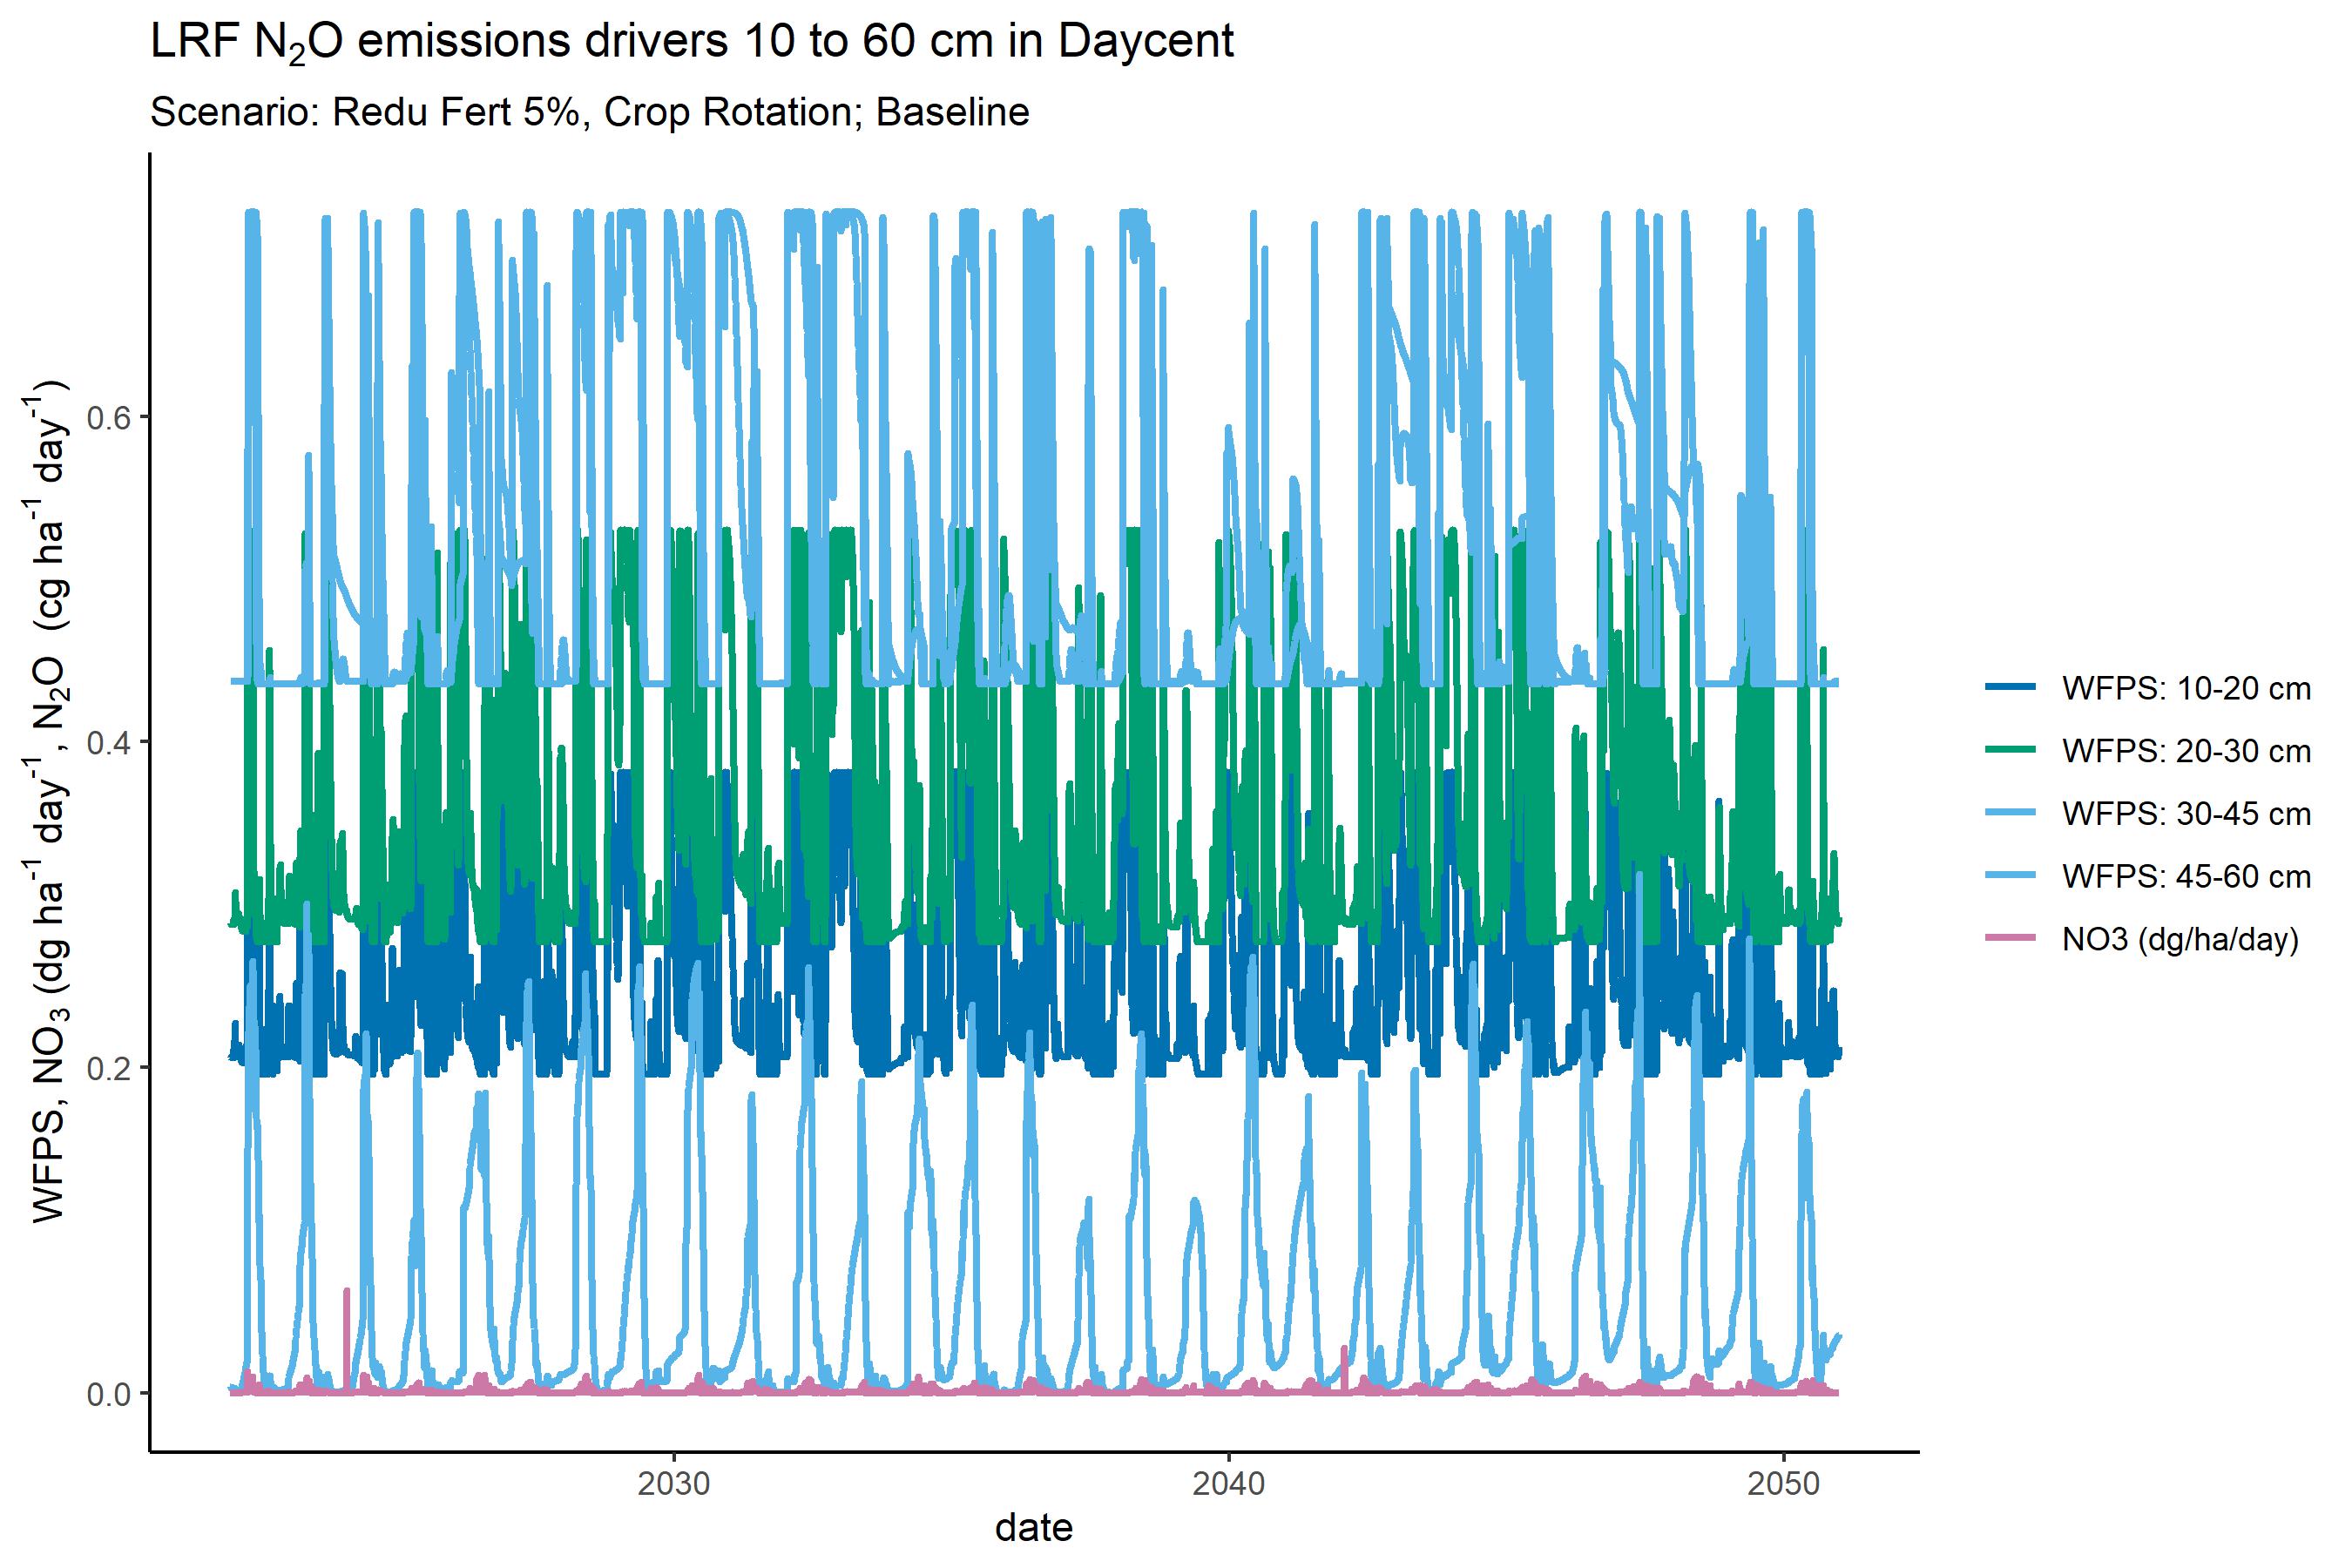 LRF N₂O emissions drivers 10 to 60 cm in Daycent
Scenario: Redu Fert 5%, Crop Rotation; Baseline
WFPS, NO₃ (dg ha⁻¹ day⁻¹, N₂O (cg ha⁻¹ day⁻¹)
0.6
0.4
0.2
0.0
2030
2040
2050
date
WFPS: 10-20 cm
WFPS: 20-30 cm
WFPS: 30-45 cm
WFPS: 45-60 cm
NO3 (dg/ha/day)